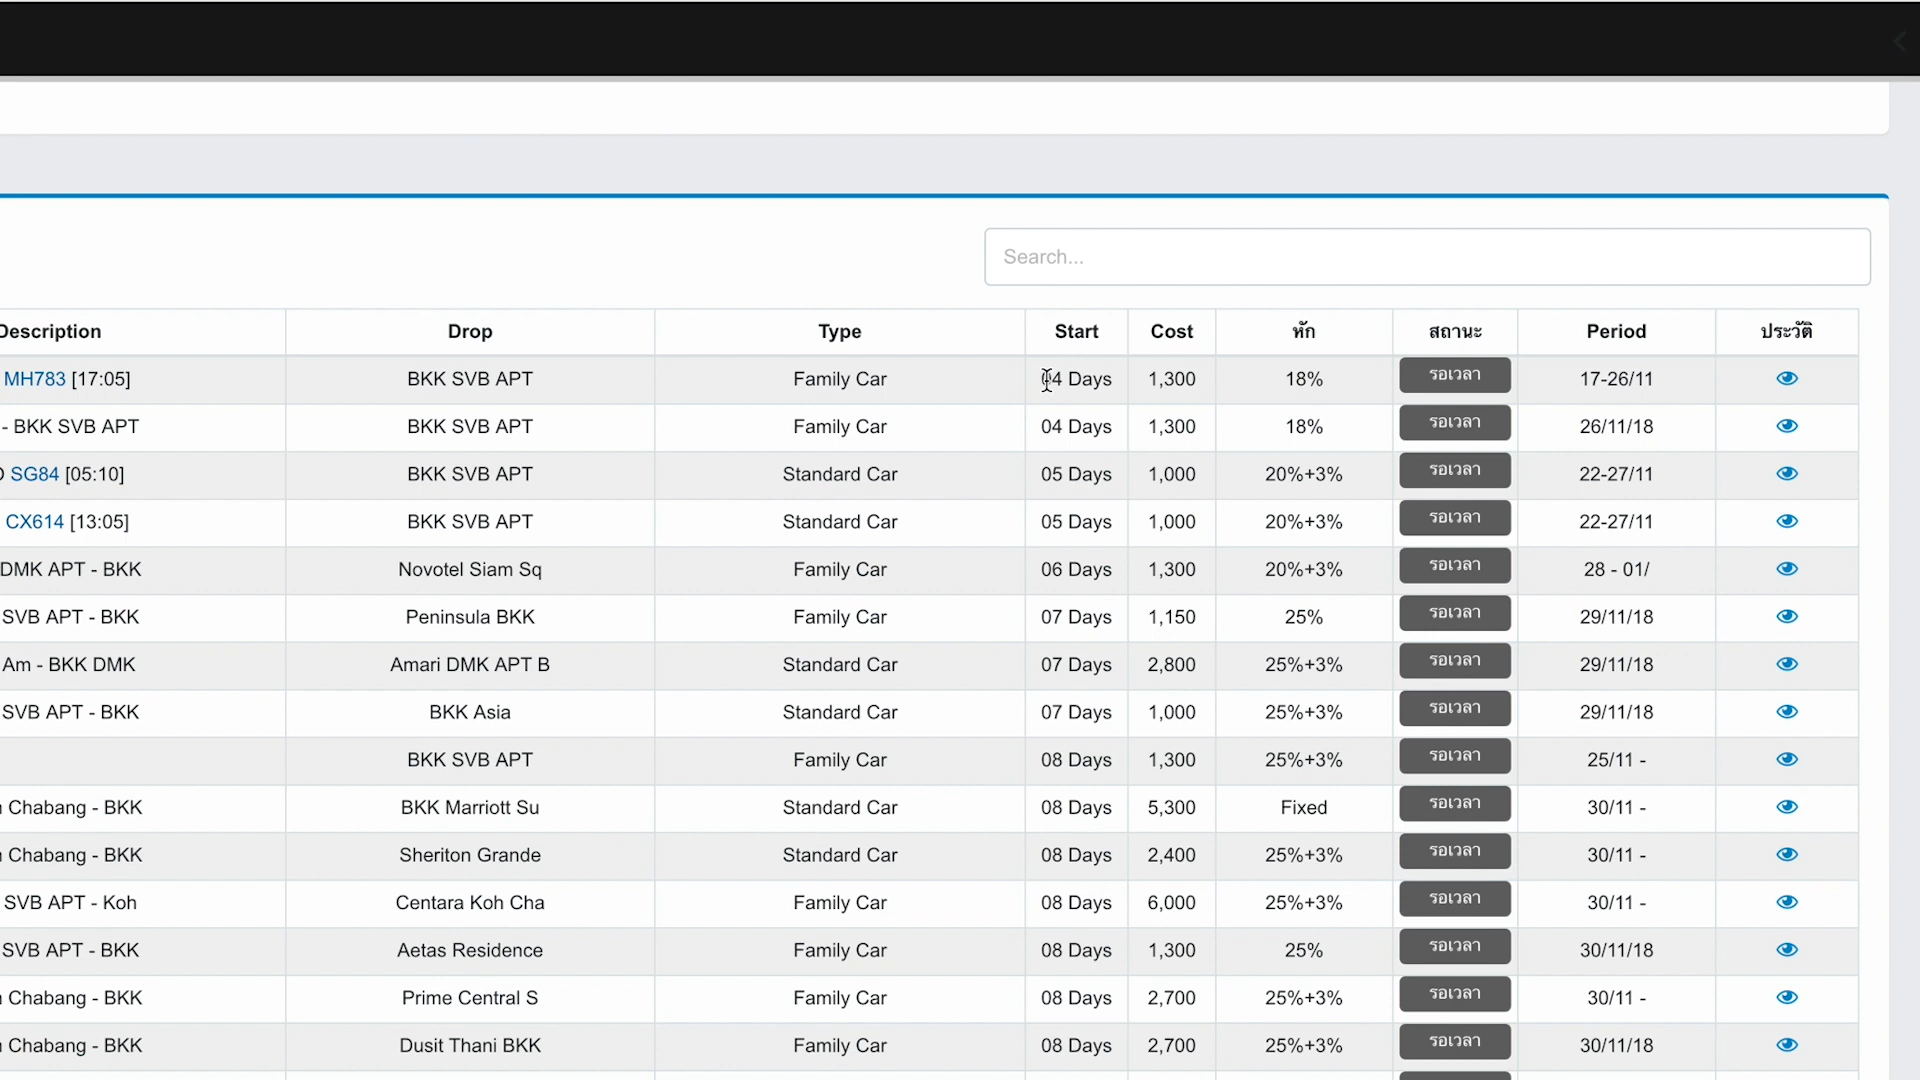 Search...
Description Drop Type Start Cost หัก สถานะ Period ประวัติ
MH783 [17:05] BKK SVB APT Family Car 04 Days 1,300 18% รอเวลา 17-26/11
- BKK SVB APT BKK SVB APT Family Car 04 Days 1,300 18% รอเวลา 26/11/18
SG84 [05:10] BKK SVB APT Standard Car 05 Days 1,000 20%+3% รอเวลา 22-27/11
CX614 [13:05] BKK SVB APT Standard Car 05 Days 1,000 20%+3% รอเวลา 22-27/11
DMK APT - BKK Novotel Siam Sq Family Car 06 Days 1,300 20%+3% รอเวลา 28 - 01/
SVB APT - BKK Peninsula BKK Family Car 07 Days 1,150 25% รอเวลา 29/11/18
Am - BKK DMK Amari DMK APT B Standard Car 07 Days 2,800 25%+3% รอเวลา 29/11/18
SVB APT - BKK BKK Asia Standard Car 07 Days 1,000 25%+3% รอเวลา 29/11/18
BKK SVB APT Family Car 08 Days 1,300 25%+3% รอเวลา 25/11 -
Chabang - BKK BKK Marriott Su Standard Car 08 Days 5,300 Fixed รอเวลา 30/11 -
Chabang - BKK Sheriton Grande Standard Car 08 Days 2,400 25%+3% รอเวลา 30/11 -
SVB APT - Koh Centara Koh Cha Family Car 08 Days 6,000 25%+3% รอเวลา 30/11 -
SVB APT - BKK Aetas Residence Family Car 08 Days 1,300 25% รอเวลา 30/11/18
Chabang - BKK Prime Central S Family Car 08 Days 2,700 25%+3% รอเวลา 30/11 -
Chabang - BKK Dusit Thani BKK Family Car 08 Days 2,700 25%+3% รอเวลา 30/11/18